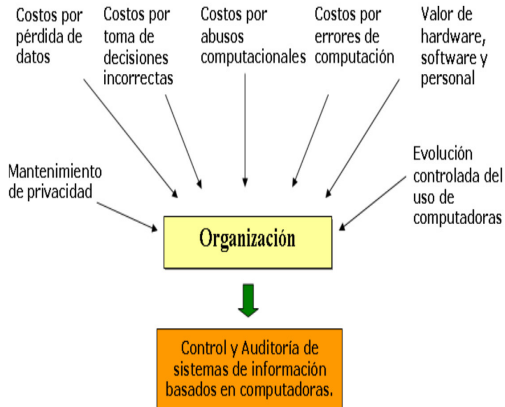 Costos por
pérdida de
datos
Costos por
toma de
decisiones
incorrectas
Costos por
abusos
computacionales
Costos por
errores de
computación
Valor de
hardware,
software y
personal
Mantenimiento
de privacidad
Evolución
controlada del
uso de
computadoras
Organización
Control y Auditoría de
sistemas de información
basados en computadoras.